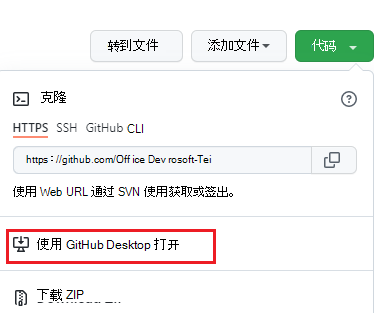 转到文件 添加文件 代码
克隆
HTTPS SSH GitHub CLI
https://github.com/Office Dev rosoft-Tei
使用 Web URL 通过 SVN 使用获取或签出。
使用 GitHub Desktop 打开
下载 ZIP